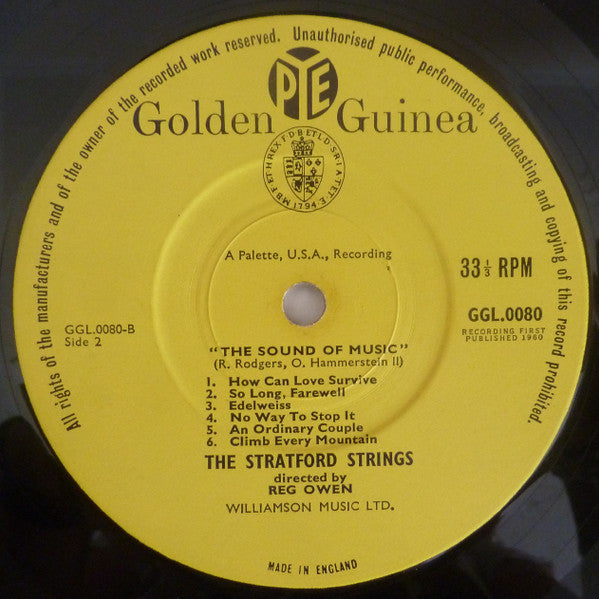 All rights of the manufacturers and of the owner of the recorded work reserved. Unauthorised public performance, broadcasting and copying of this record prohibited.
PYE
Golden Guinea
A Palette, U.S.A., Recording
33⅓ RPM
GGL.0080
RECORDING FIRST
PUBLISHED 1960
GGL.0080-B
Side 2
"THE SOUND OF MUSIC"
(R. Rodgers, O. Hammerstein II)
1. How Can Love Survive
2. So Long, Farewell
3. Edelweiss
4. No Way To Stop It
5. An Ordinary Couple
6. Climb Every Mountain
THE STRATFORD STRINGS
directed by
REG OWEN
WILLIAMSON MUSIC LTD.
MADE IN ENGLAND